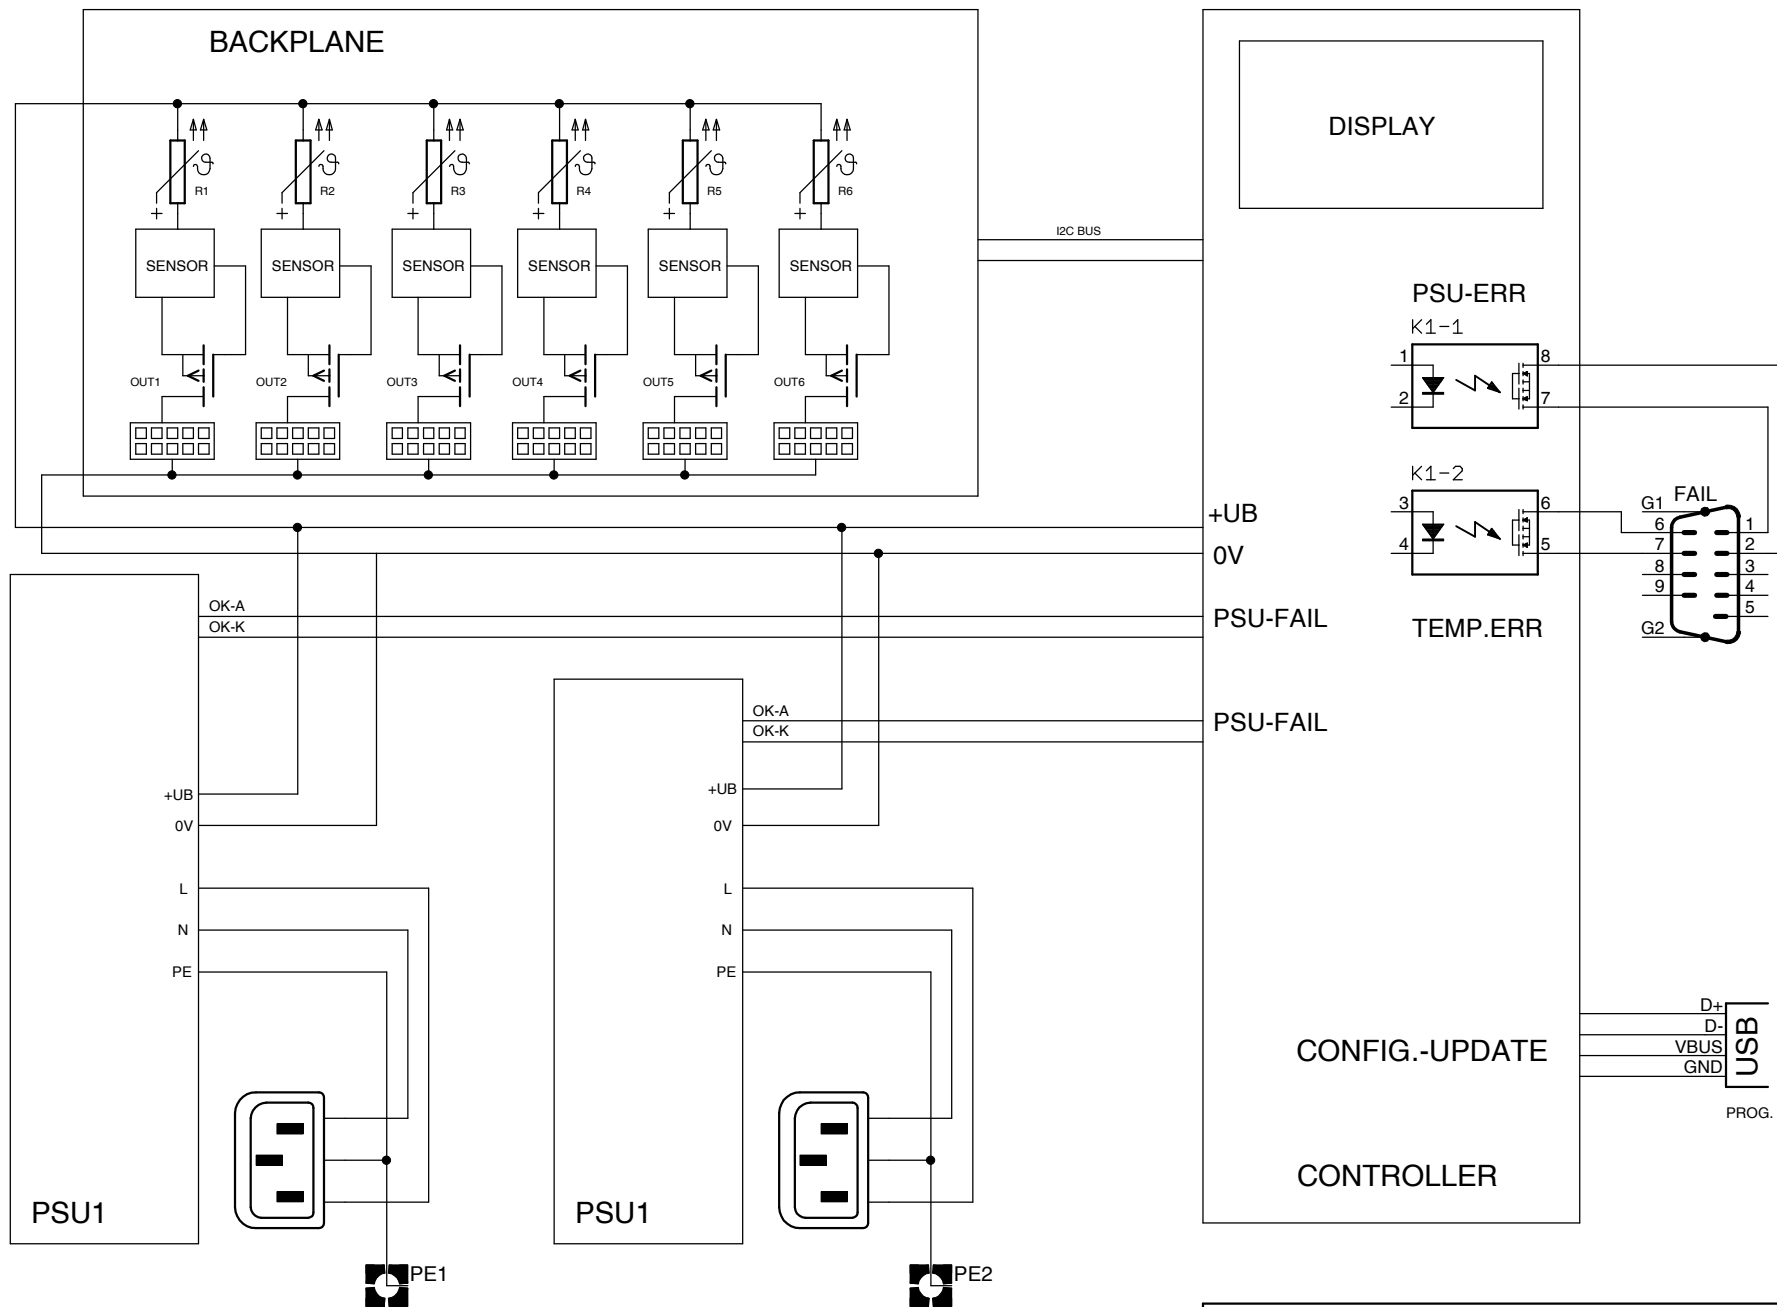 BACKPLANE
R1 R2 R3 R4 R5 R6
+ + + + + +
SENSOR SENSOR SENSOR SENSOR SENSOR SENSOR
OUT1 OUT2 OUT3 OUT4 OUT5 OUT6
I2C BUS
DISPLAY
PSU-ERR
K1-1
1 8
2 7
K1-2
3 6
4 5
TEMP.ERR
G1 FAIL
6 1
7 2
8 3
9 4
5
G2
+UB
0V
PSU-FAIL
PSU-FAIL
OK-A
OK-K
+UB
0V
L
N
PE
PSU1
PE1
OK-A
OK-K
+UB
0V
L
N
PE
PSU1
PE2
CONFIG.-UPDATE
CONTROLLER
D+
D-
VBUS
GND
USB
PROG.